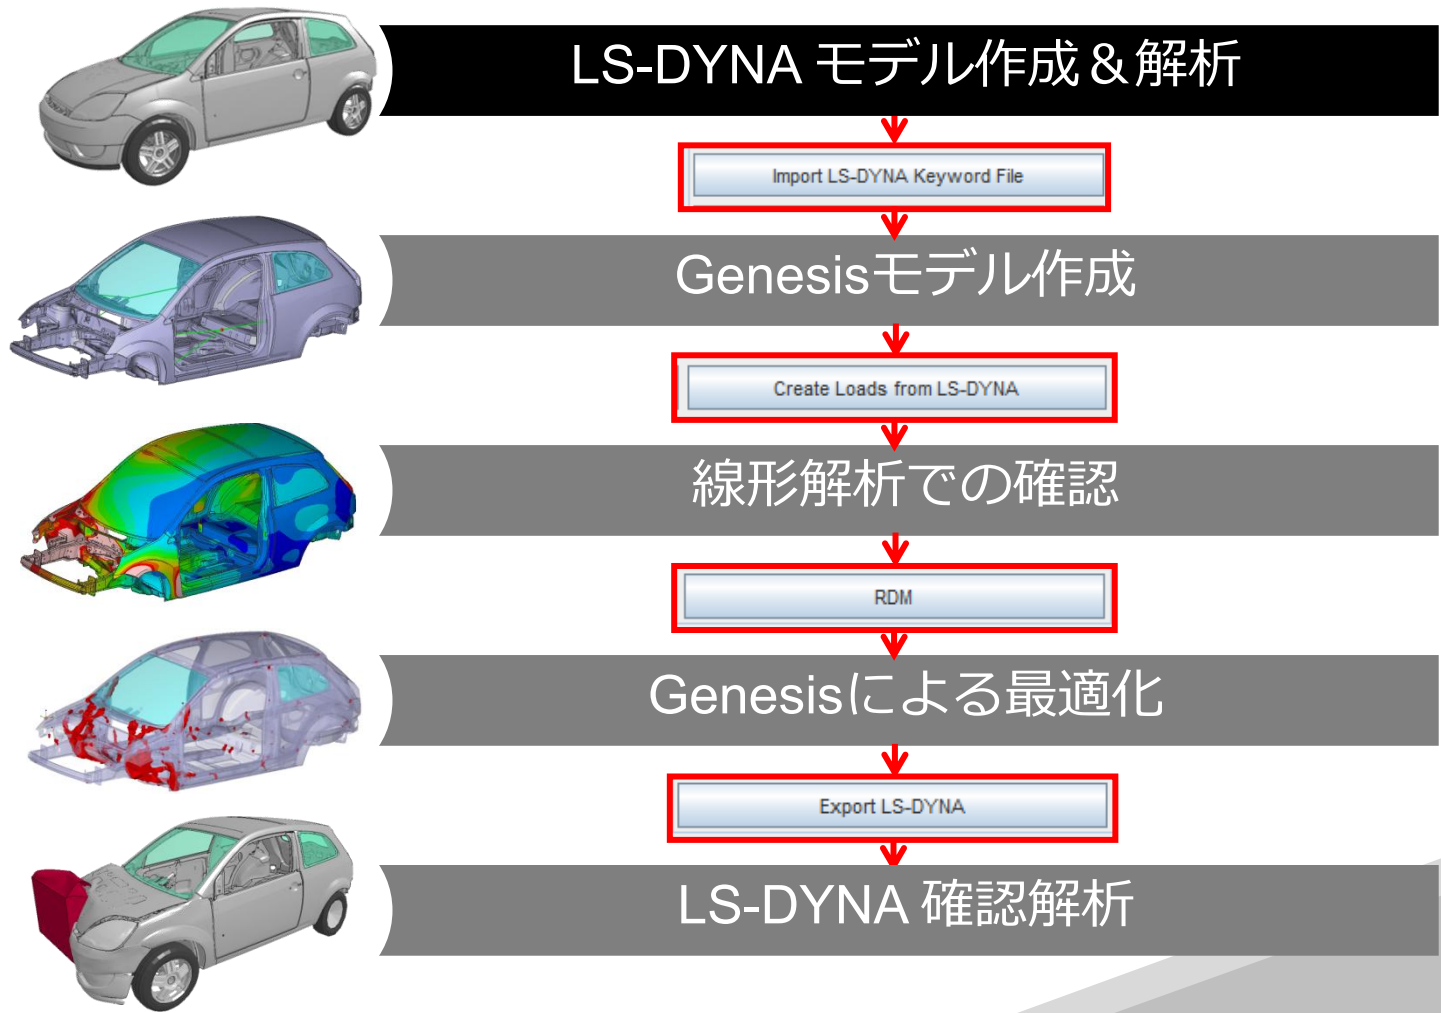 LS-DYNA モデル作成＆解析
Import LS-DYNA Keyword File
Genesisモデル作成
Create Loads from LS-DYNA
線形解析での確認
RDM
Genesisによる最適化
Export LS-DYNA
LS-DYNA 確認解析